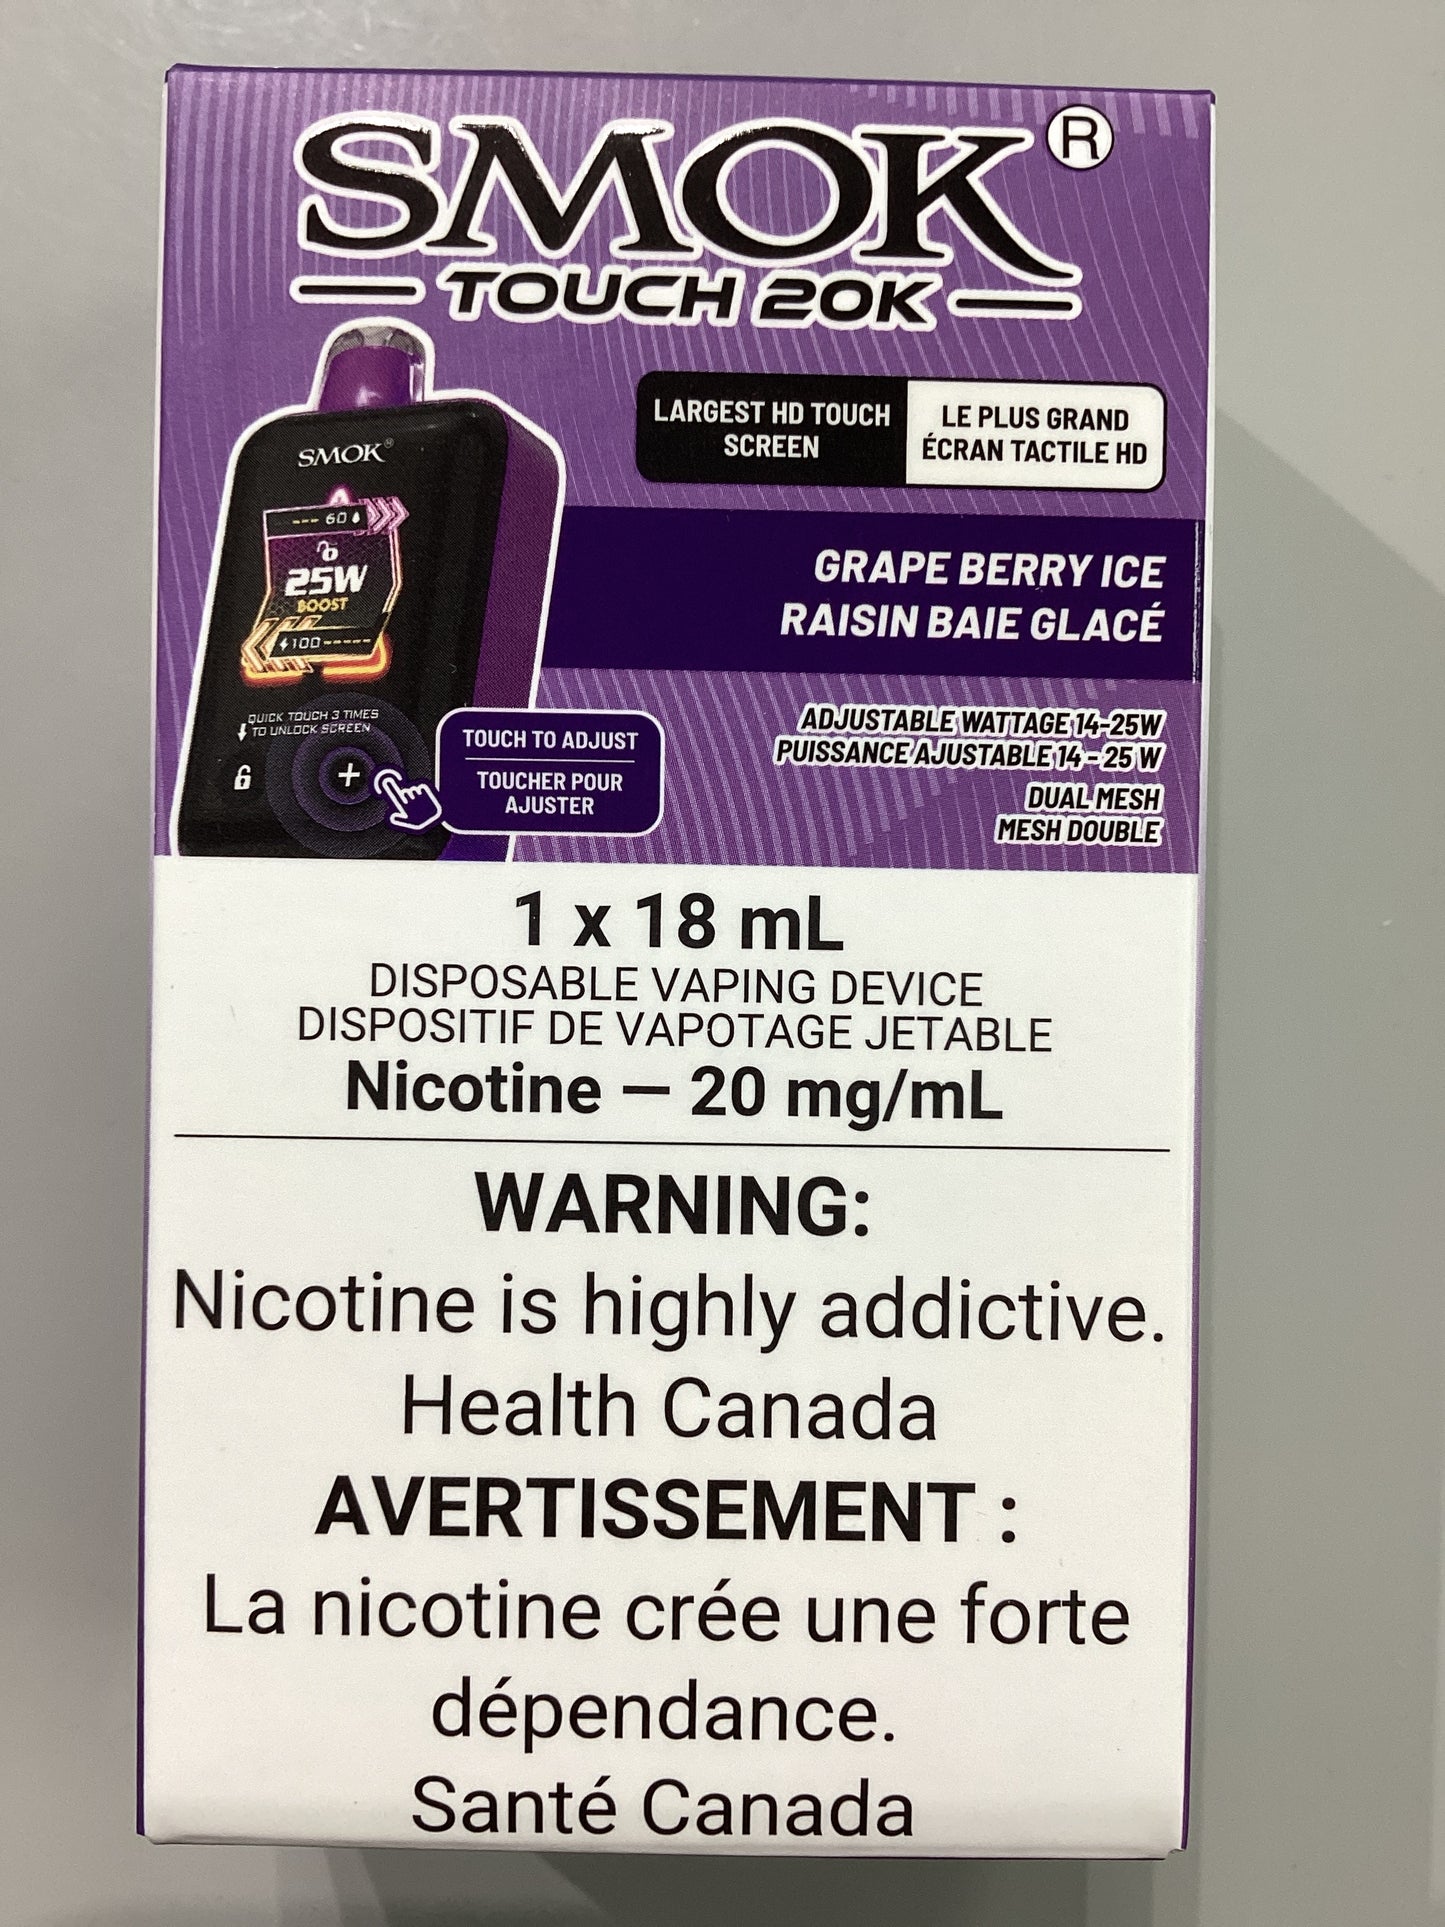 SMOK®
TOUCH 20K
LARGEST HD TOUCH
SCREEN
LE PLUS GRAND
ÉCRAN TACTILE HD
SMOK®
60
25W
BOOST
100
QUICK TOUCH 3 TIMES
TO UNLOCK SCREEN
+
TOUCH TO ADJUST
TOUCHER POUR
AJUSTER
GRAPE BERRY ICE
RAISIN BAIE GLACÉ
ADJUSTABLE WATTAGE 14-25W
PUISSANCE AJUSTABLE 14 - 25 W
DUAL MESH
MESH DOUBLE
1 x 18 mL
DISPOSABLE VAPING DEVICE
DISPOSITIF DE VAPOTAGE JETABLE
Nicotine — 20 mg/mL
WARNING:
Nicotine is highly addictive.
Health Canada
AVERTISSEMENT :
La nicotine crée une forte
dépendance.
Santé Canada